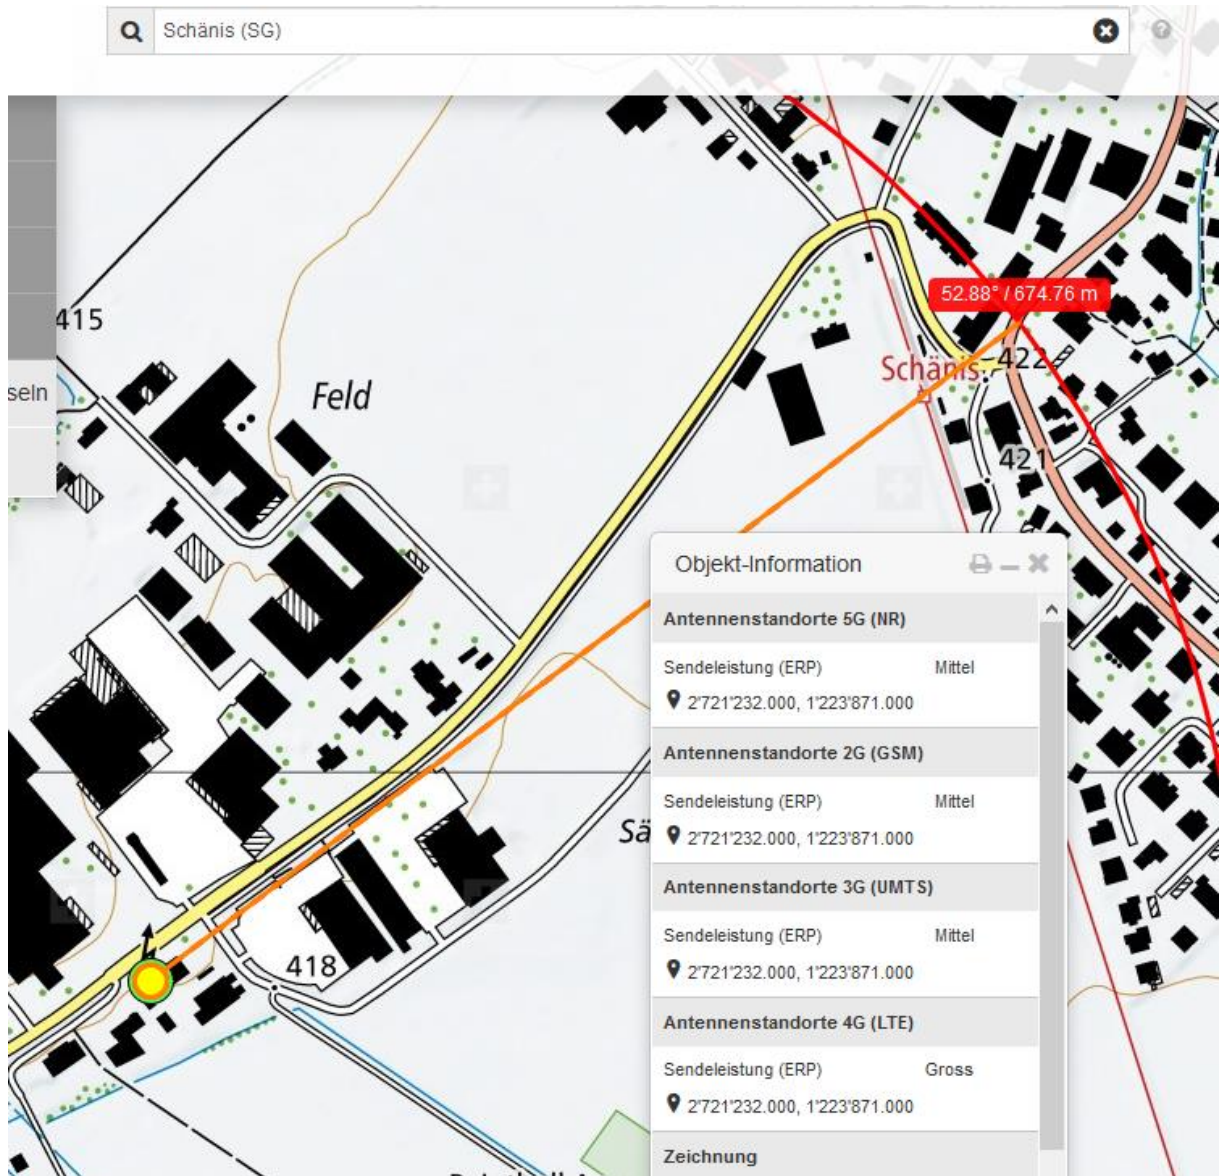 Schänis (SG)
52.88° / 674.76 m
415
Feld
Schänis
422
421
seln
Objekt-Information
Antennenstandorte 5G (NR)
Sendeleistung (ERP) Mittel
2'721'232.000, 1'223'871.000
Antennenstandorte 2G (GSM)
Sendeleistung (ERP) Mittel
2'721'232.000, 1'223'871.000
Sä
Antennenstandorte 3G (UMTS)
Sendeleistung (ERP) Mittel
2'721'232.000, 1'223'871.000
418
Antennenstandorte 4G (LTE)
Sendeleistung (ERP) Gross
2'721'232.000, 1'223'871.000
Zeichnung